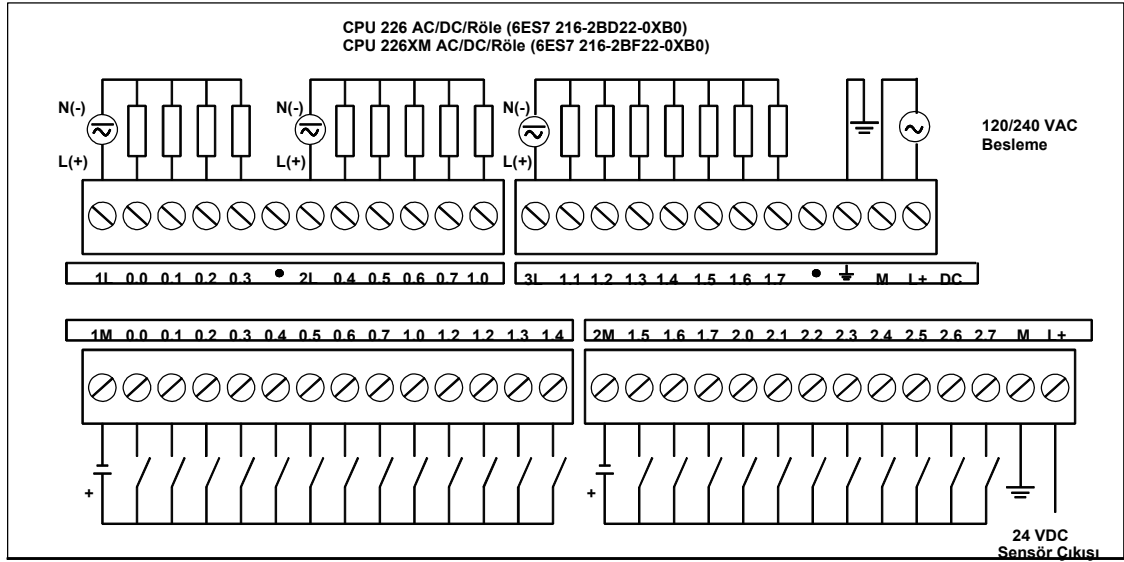 CPU 226 AC/DC/Röle (6ES7 216-2BD22-0XB0)
CPU 226XM AC/DC/Röle (6ES7 216-2BF22-0XB0)
N(-) N(-) N(-)
120/240 VAC
Besleme
L(+) L(+) L(+)
1L 0.0 0.1 0.2 0.3 • 2L 0.4 0.5 0.6 0.7 1.0 3L 1.1 1.2 1.3 1.4 1.5 1.6 1.7 • M L+ DC
1M 0.0 0.1 0.2 0.3 0.4 0.5 0.6 0.7 1.0 1.2 1.2 1.3 1.4 2M 1.5 1.6 1.7 2.0 2.1 2.2 2.3 2.4 2.5 2.6 2.7 M L+
+ +
24 VDC
Sensör Çıkışı